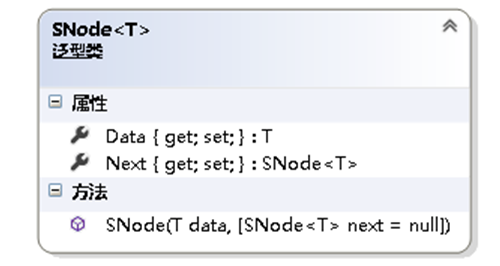 SNode<T>
泛型类
属性
Data { get; set; } : T
Next { get; set; } : SNode<T>
方法
SNode(T data, [SNode<T> next = null])